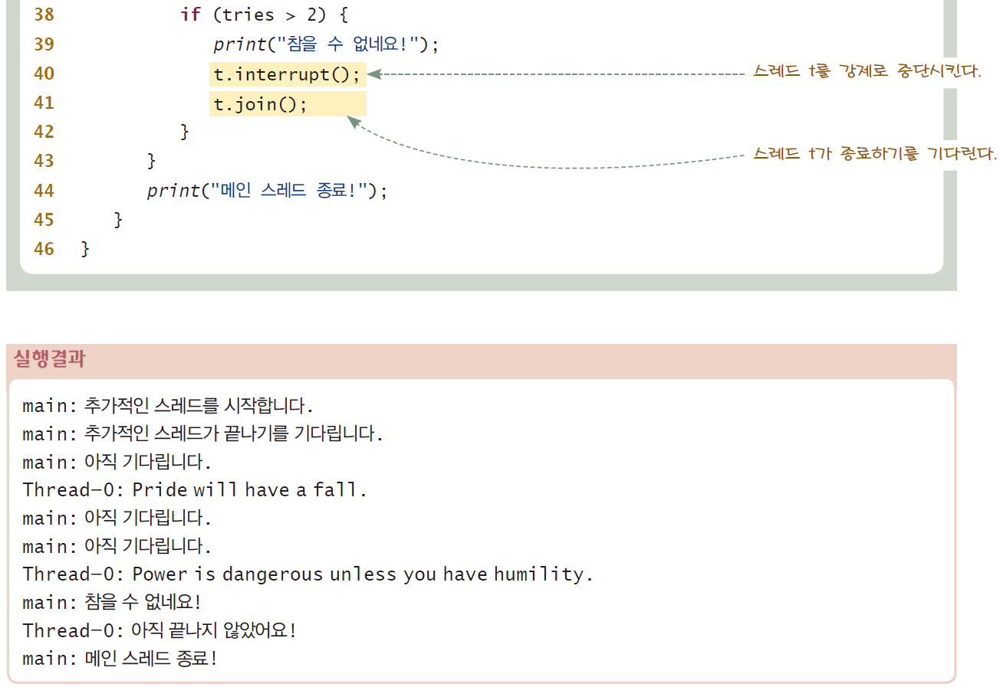 38 if (tries > 2) {
39 print("참을 수 없네요!");
40 t.interrupt(); 스레드 t를 강제로 중단시킨다.
41 t.join();
42 }
스레드 t가 종료하기를 기다린다.
43 }
44 print("메인 스레드 종료!");
45 }
46 }
실행결과
main: 추가적인 스레드를 시작합니다.
main: 추가적인 스레드가 끝나기를 기다립니다.
main: 아직 기다립니다.
Thread-0: Pride will have a fall.
main: 아직 기다립니다.
main: 아직 기다립니다.
Thread-0: Power is dangerous unless you have humility.
main: 참을 수 없네요!
Thread-0: 아직 끝나지 않았어요!
main: 메인 스레드 종료!